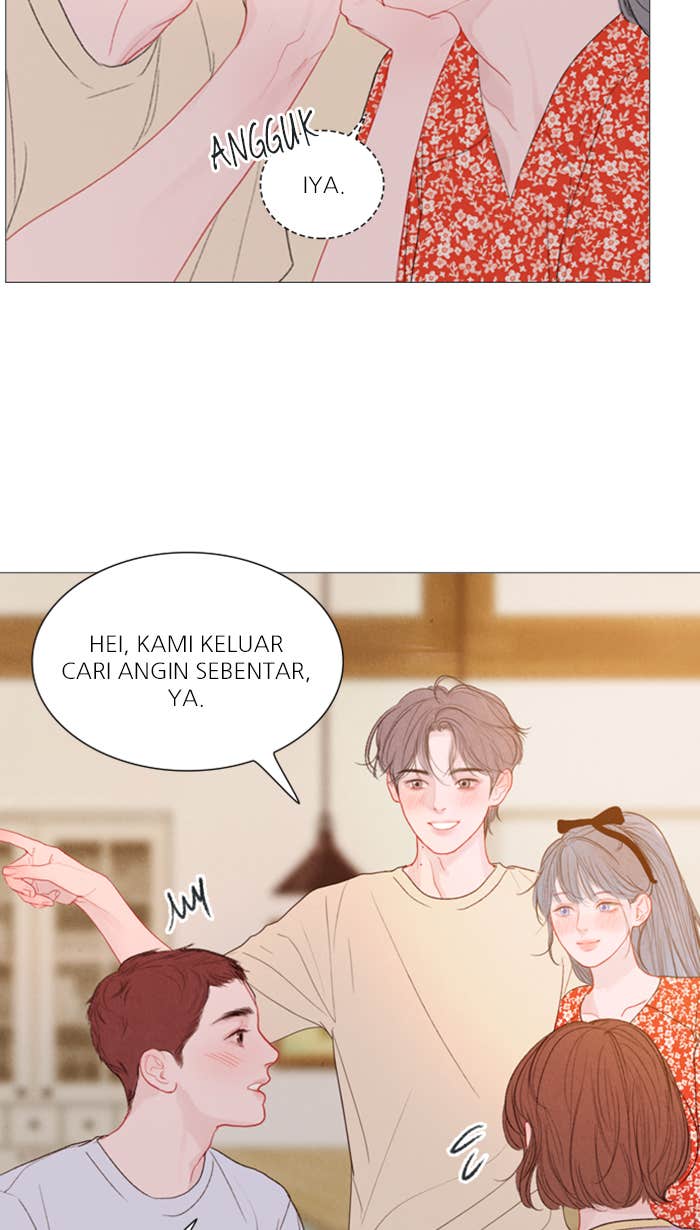 ANGGUK
IYA.
HEI, KAMI KELUAR
CARI ANGIN SEBENTAR,
YA.